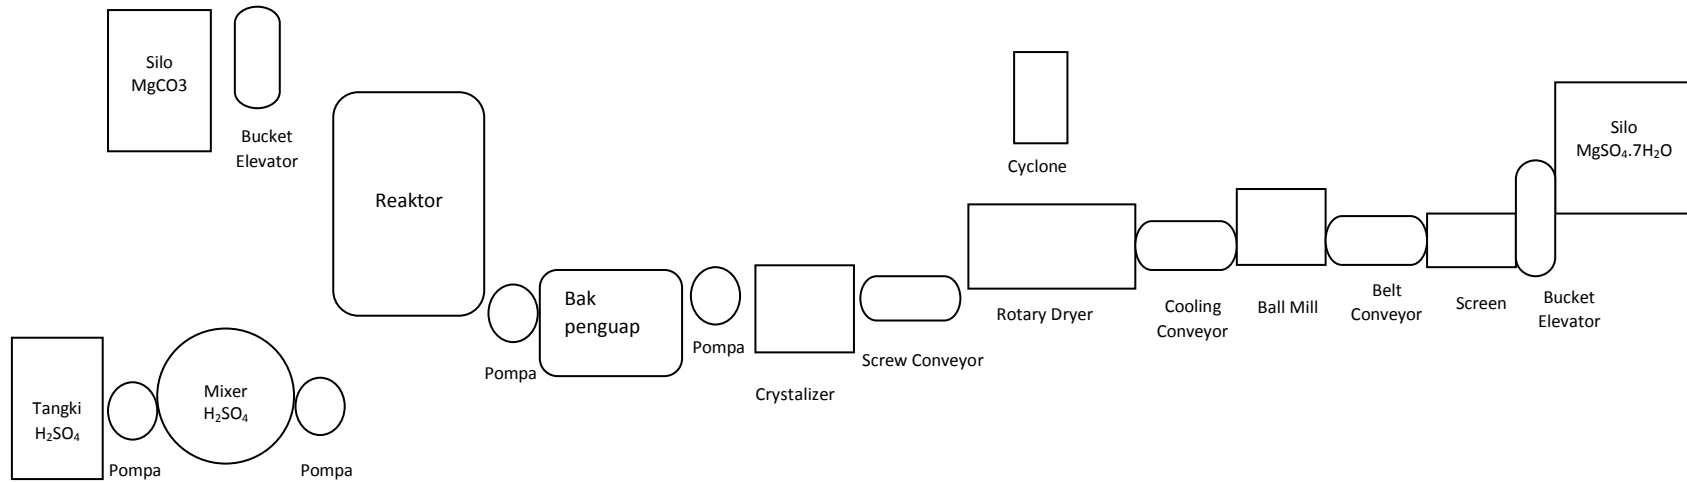 Silo
MgCO3
Bucket
Elevator
Reaktor
Tangki
H₂SO₄
Pompa
Mixer
H₂SO₄
Pompa
Pompa
Bak
penguap
Pompa
Crystalizer
Screw Conveyor
Cyclone
Rotary Dryer
Cooling
Conveyor
Ball Mill
Belt
Conveyor
Screen
Bucket
Elevator
Silo
MgSO₄.7H₂O